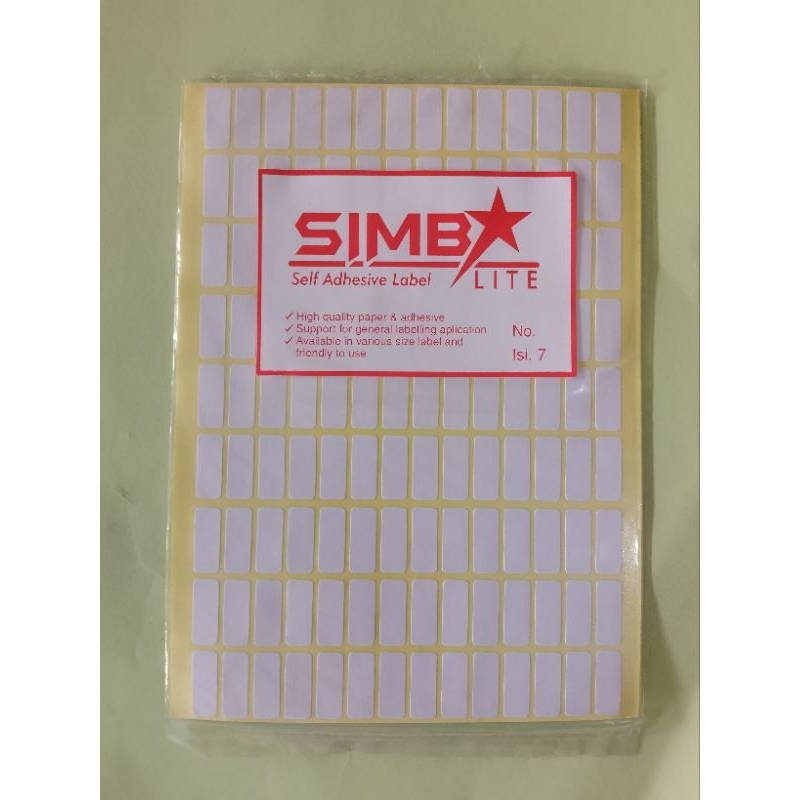 SIMBA
Self Adhesive Label
LITE
✓ High quality paper & adhesive
✓ Support for general labelling aplication
✓ Available in various size label and
friendly to use
No.
Isi. 7